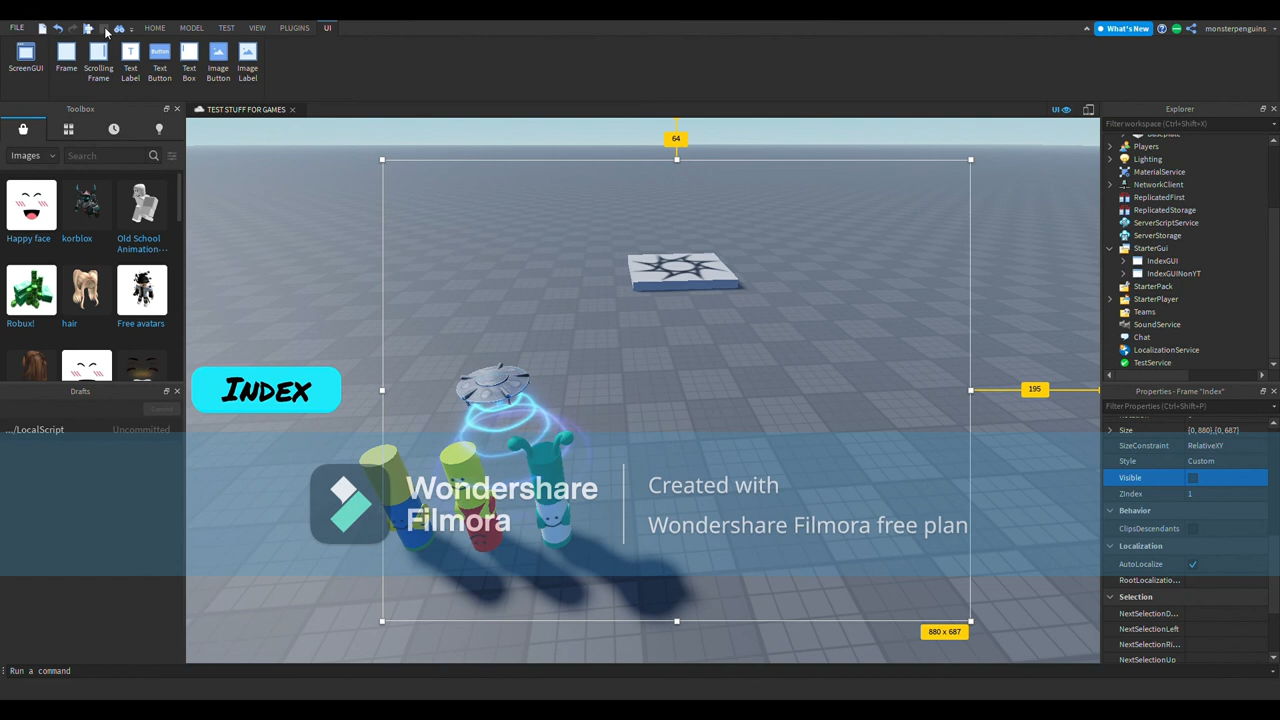 FILE HOME MODEL TEST VIEW PLUGINS UI What's New monsterpenguins
ScreenGUI Frame Scrolling Frame Text Label Button Text Button Text Box Image Button Image Label
Toolbox
TEST STUFF FOR GAMES
UI
Explorer
Images Search
Filter workspace (Ctrl+Shift+X)
Happy face korblox Old School Animation-...
Robux! hair Free avatars
64
195
880 x 687
INDEX
Players
Lighting
MaterialService
NetworkClient
ReplicatedFirst
ReplicatedStorage
ServerScriptService
ServerStorage
StarterGui
IndexGUI
IndexGUINonYT
StarterPack
StarterPlayer
Teams
SoundService
Chat
LocalizationService
TestService
Drafts
.../LocalScript Uncommitted
Wondershare
Filmora
Created with
Wondershare Filmora free plan
Properties - Frame "Index"
Filter Properties (Ctrl+Shift+P)
Size {0, 880},{0, 687}
SizeConstraint RelativeXY
Style Custom
Visible
ZIndex 1
Behavior
ClipsDescendants
Localization
AutoLocalize
RootLocalizatio...
Selection
NextSelectionD...
NextSelectionLeft
NextSelectionRi...
NextSelectionUp
Run a command